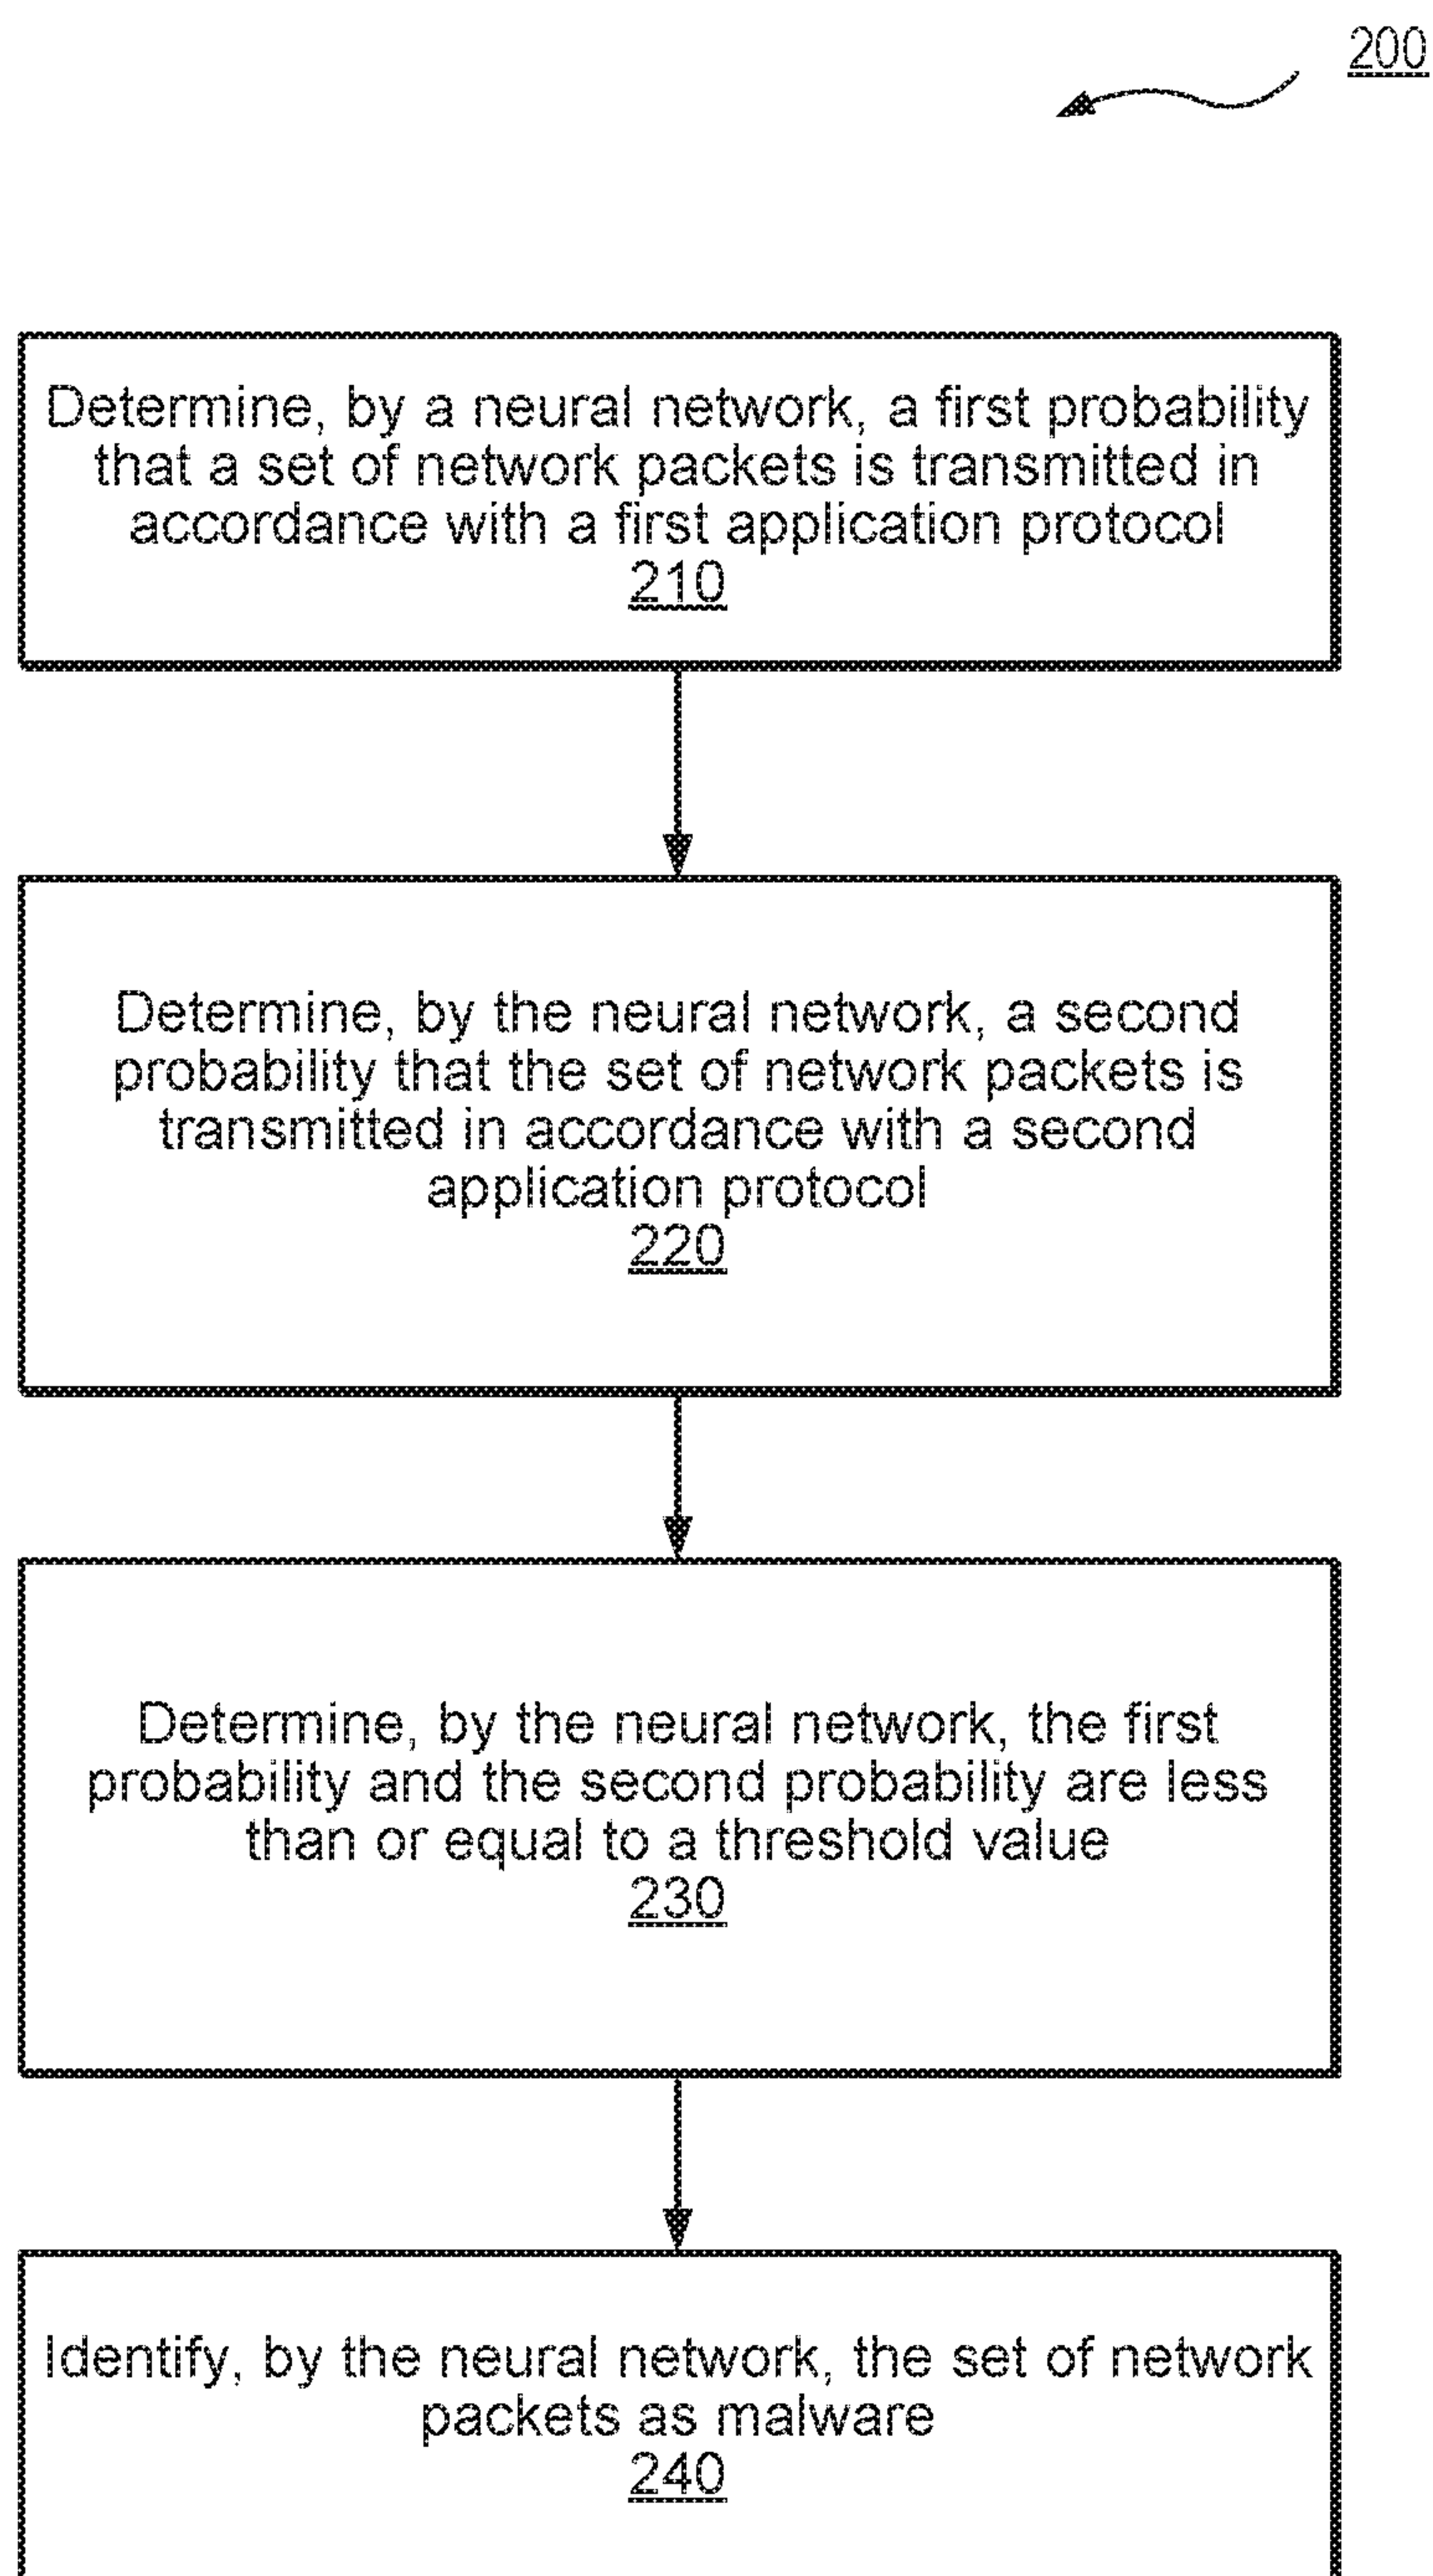 200
Determine, by a neural network, a first probability
that a set of network packets is transmitted in
accordance with a first application protocol
210
Determine, by the neural network, a second
probability that the set of network packets is
transmitted in accordance with a second
application protocol
220
Determine, by the neural network, the first
probability and the second probability are less
than or equal to a threshold value
230
Identify, by the neural network, the set of network
packets as malware
240